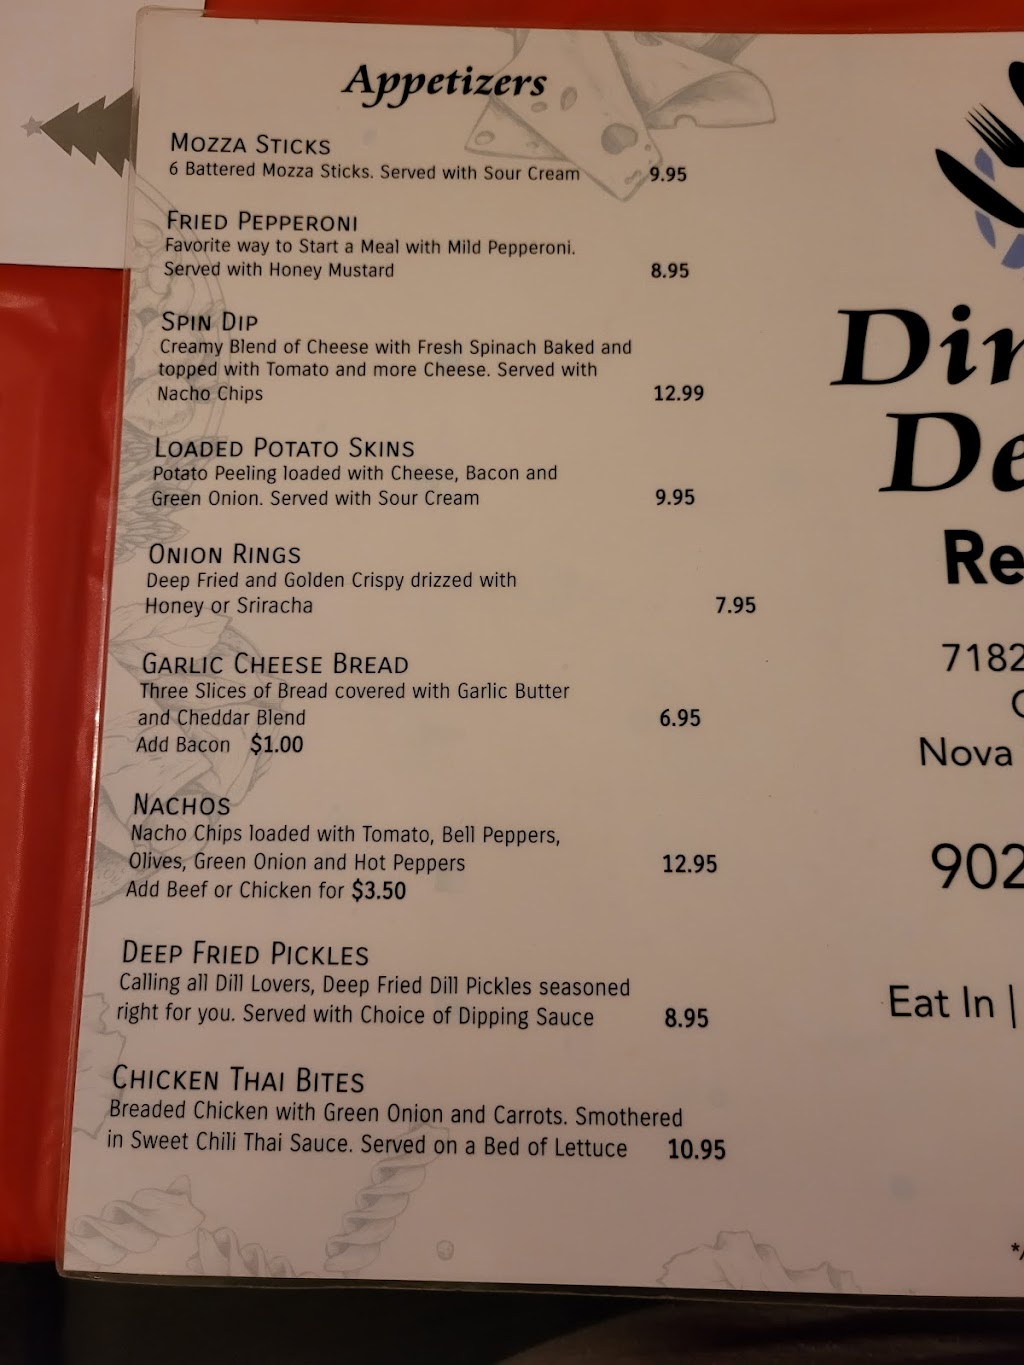 Appetizers
Mozza Sticks
6 Battered Mozza Sticks. Served with Sour Cream 9.95
Fried Pepperoni
Favorite way to Start a Meal with Mild Pepperoni.
Served with Honey Mustard 8.95
Spin Dip
Creamy Blend of Cheese with Fresh Spinach Baked and
topped with Tomato and more Cheese. Served with
Nacho Chips 12.99
Loaded Potato Skins
Potato Peeling loaded with Cheese, Bacon and
Green Onion. Served with Sour Cream 9.95
Onion Rings
Deep Fried and Golden Crispy drizzed with
Honey or Sriracha 7.95
Garlic Cheese Bread
Three Slices of Bread covered with Garlic Butter
and Cheddar Blend 6.95
Add Bacon $1.00
Nachos
Nacho Chips loaded with Tomato, Bell Peppers,
Olives, Green Onion and Hot Peppers 12.95
Add Beef or Chicken for $3.50
Deep Fried Pickles
Calling all Dill Lovers, Deep Fried Dill Pickles seasoned
right for you. Served with Choice of Dipping Sauce 8.95
Chicken Thai Bites
Breaded Chicken with Green Onion and Carrots. Smothered
in Sweet Chili Thai Sauce. Served on a Bed of Lettuce 10.95
De
Re
7182
Nova
902
Eat In |